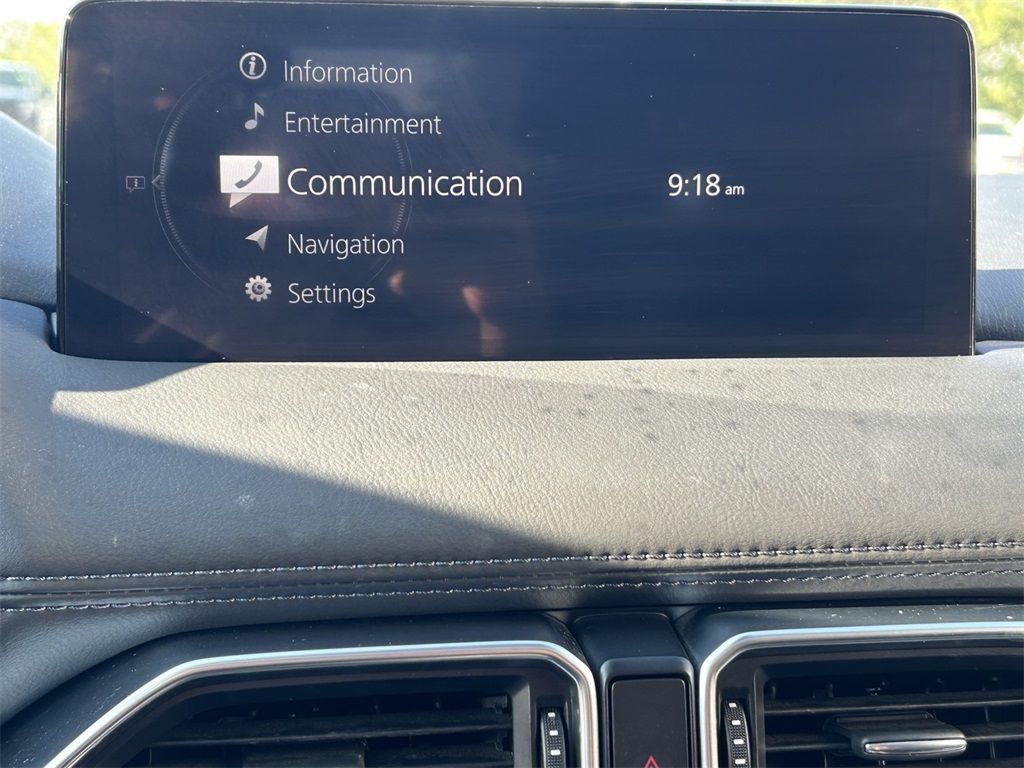 Information
Entertainment
Communication
9:18 am
Navigation
Settings